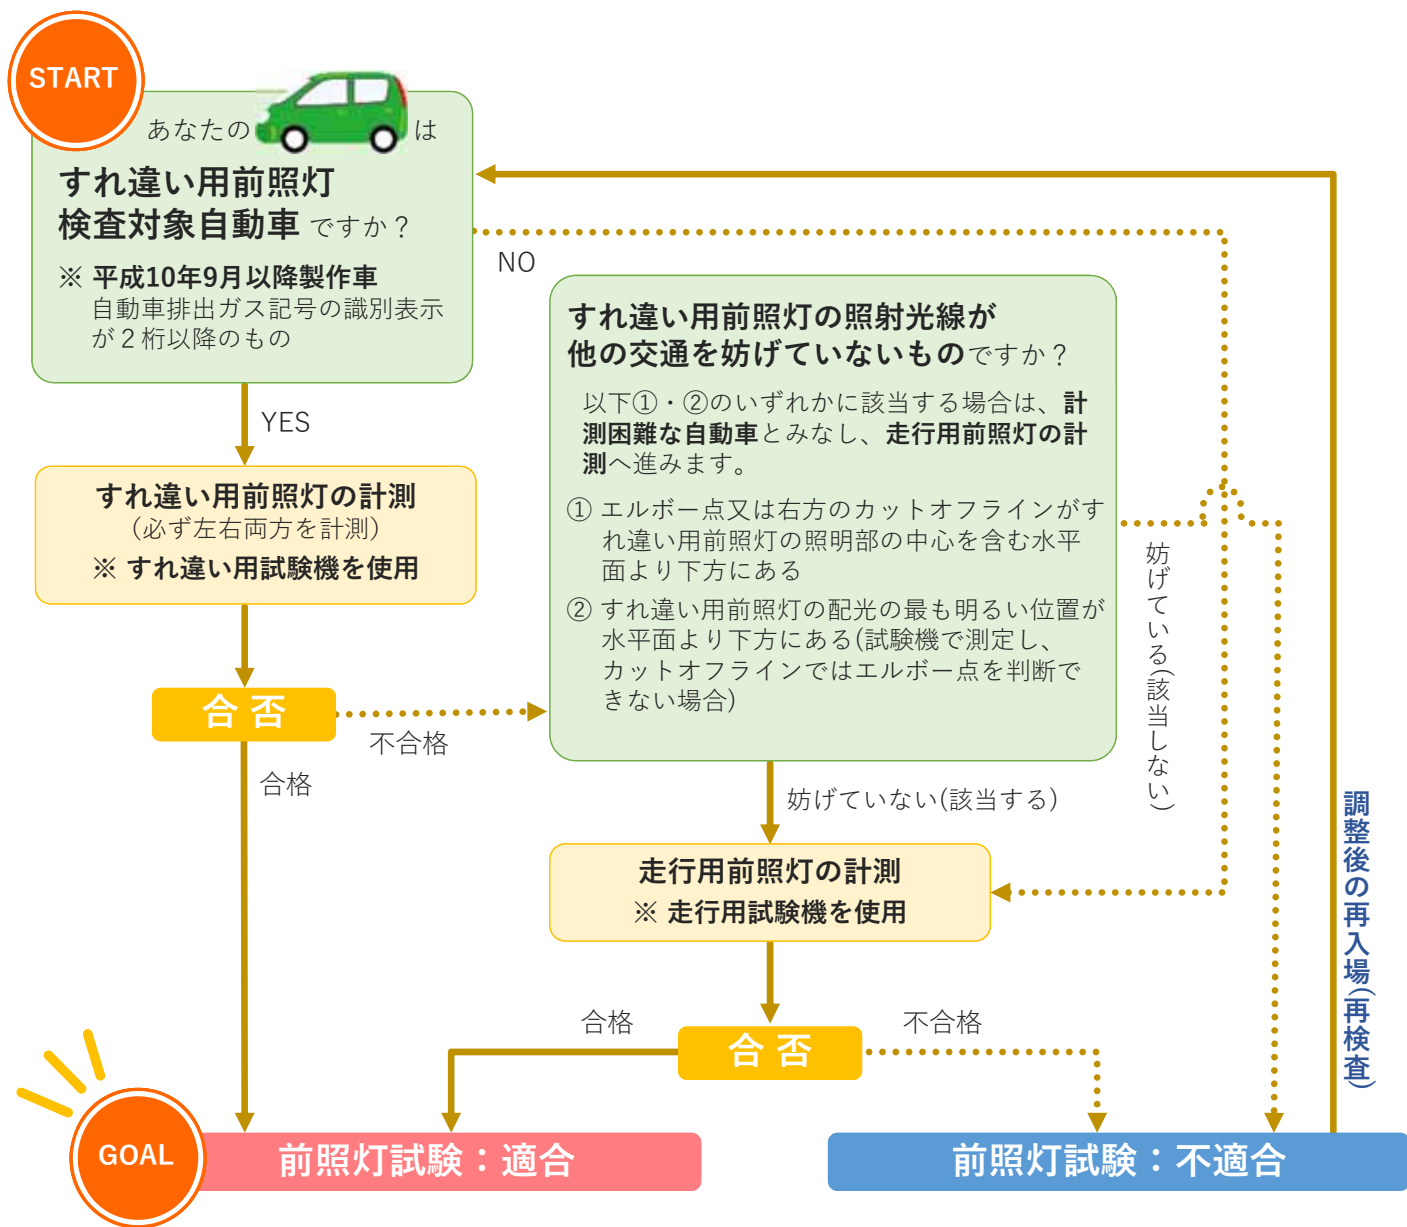 START
あなたの は
すれ違い用前照灯
検査対象自動車 ですか？
※ 平成10年9月以降製作車
自動車排出ガス記号の識別表示
が２桁以降のもの
NO
YES
すれ違い用前照灯の計測
（必ず左右両方を計測）
※ すれ違い用試験機を使用
合 否
不合格
合格
すれ違い用前照灯の照射光線が
他の交通を妨げていないものですか？
以下①・②のいずれかに該当する場合は、計
測困難な自動車とみなし、走行用前照灯の計
測へ進みます。
① エルボー点又は右方のカットオフラインがす
れ違い用前照灯の照明部の中心を含む水平
面より下方にある
② すれ違い用前照灯の配光の最も明るい位置が
水平面より下方にある(試験機で測定し、
カットオフラインではエルボー点を判断で
きない場合)
妨げている(該当しない)
妨げていない(該当する)
走行用前照灯の計測
※ 走行用試験機を使用
合格
合 否
不合格
調整後の再入場(再検査)
GOAL
前照灯試験：適合
前照灯試験：不適合